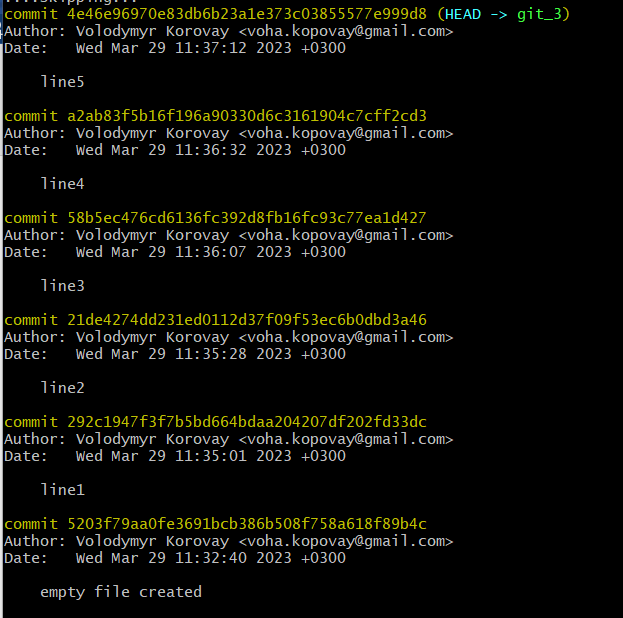 ...skipping...
commit 4e46e96970e83db6b23a1e373c03855577e999d8 (HEAD -> git_3)
Author: Volodymyr Korovay <voha.kopovay@gmail.com>
Date:   Wed Mar 29 11:37:12 2023 +0300
line5
commit a2ab83f5b16f196a90330d6c3161904c7cff2cd3
Author: Volodymyr Korovay <voha.kopovay@gmail.com>
Date:   Wed Mar 29 11:36:32 2023 +0300
line4
commit 58b5ec476cd6136fc392d8fb16fc93c77ea1d427
Author: Volodymyr Korovay <voha.kopovay@gmail.com>
Date:   Wed Mar 29 11:36:07 2023 +0300
line3
commit 21de4274dd231ed0112d37f09f53ec6b0dbd3a46
Author: Volodymyr Korovay <voha.kopovay@gmail.com>
Date:   Wed Mar 29 11:35:28 2023 +0300
line2
commit 292c1947f3f7b5bd664bdaa204207df202fd33dc
Author: Volodymyr Korovay <voha.kopovay@gmail.com>
Date:   Wed Mar 29 11:35:01 2023 +0300
line1
commit 5203f79aa0fe3691bcb386b508f758a618f89b4c
Author: Volodymyr Korovay <voha.kopovay@gmail.com>
Date:   Wed Mar 29 11:32:40 2023 +0300
empty file created